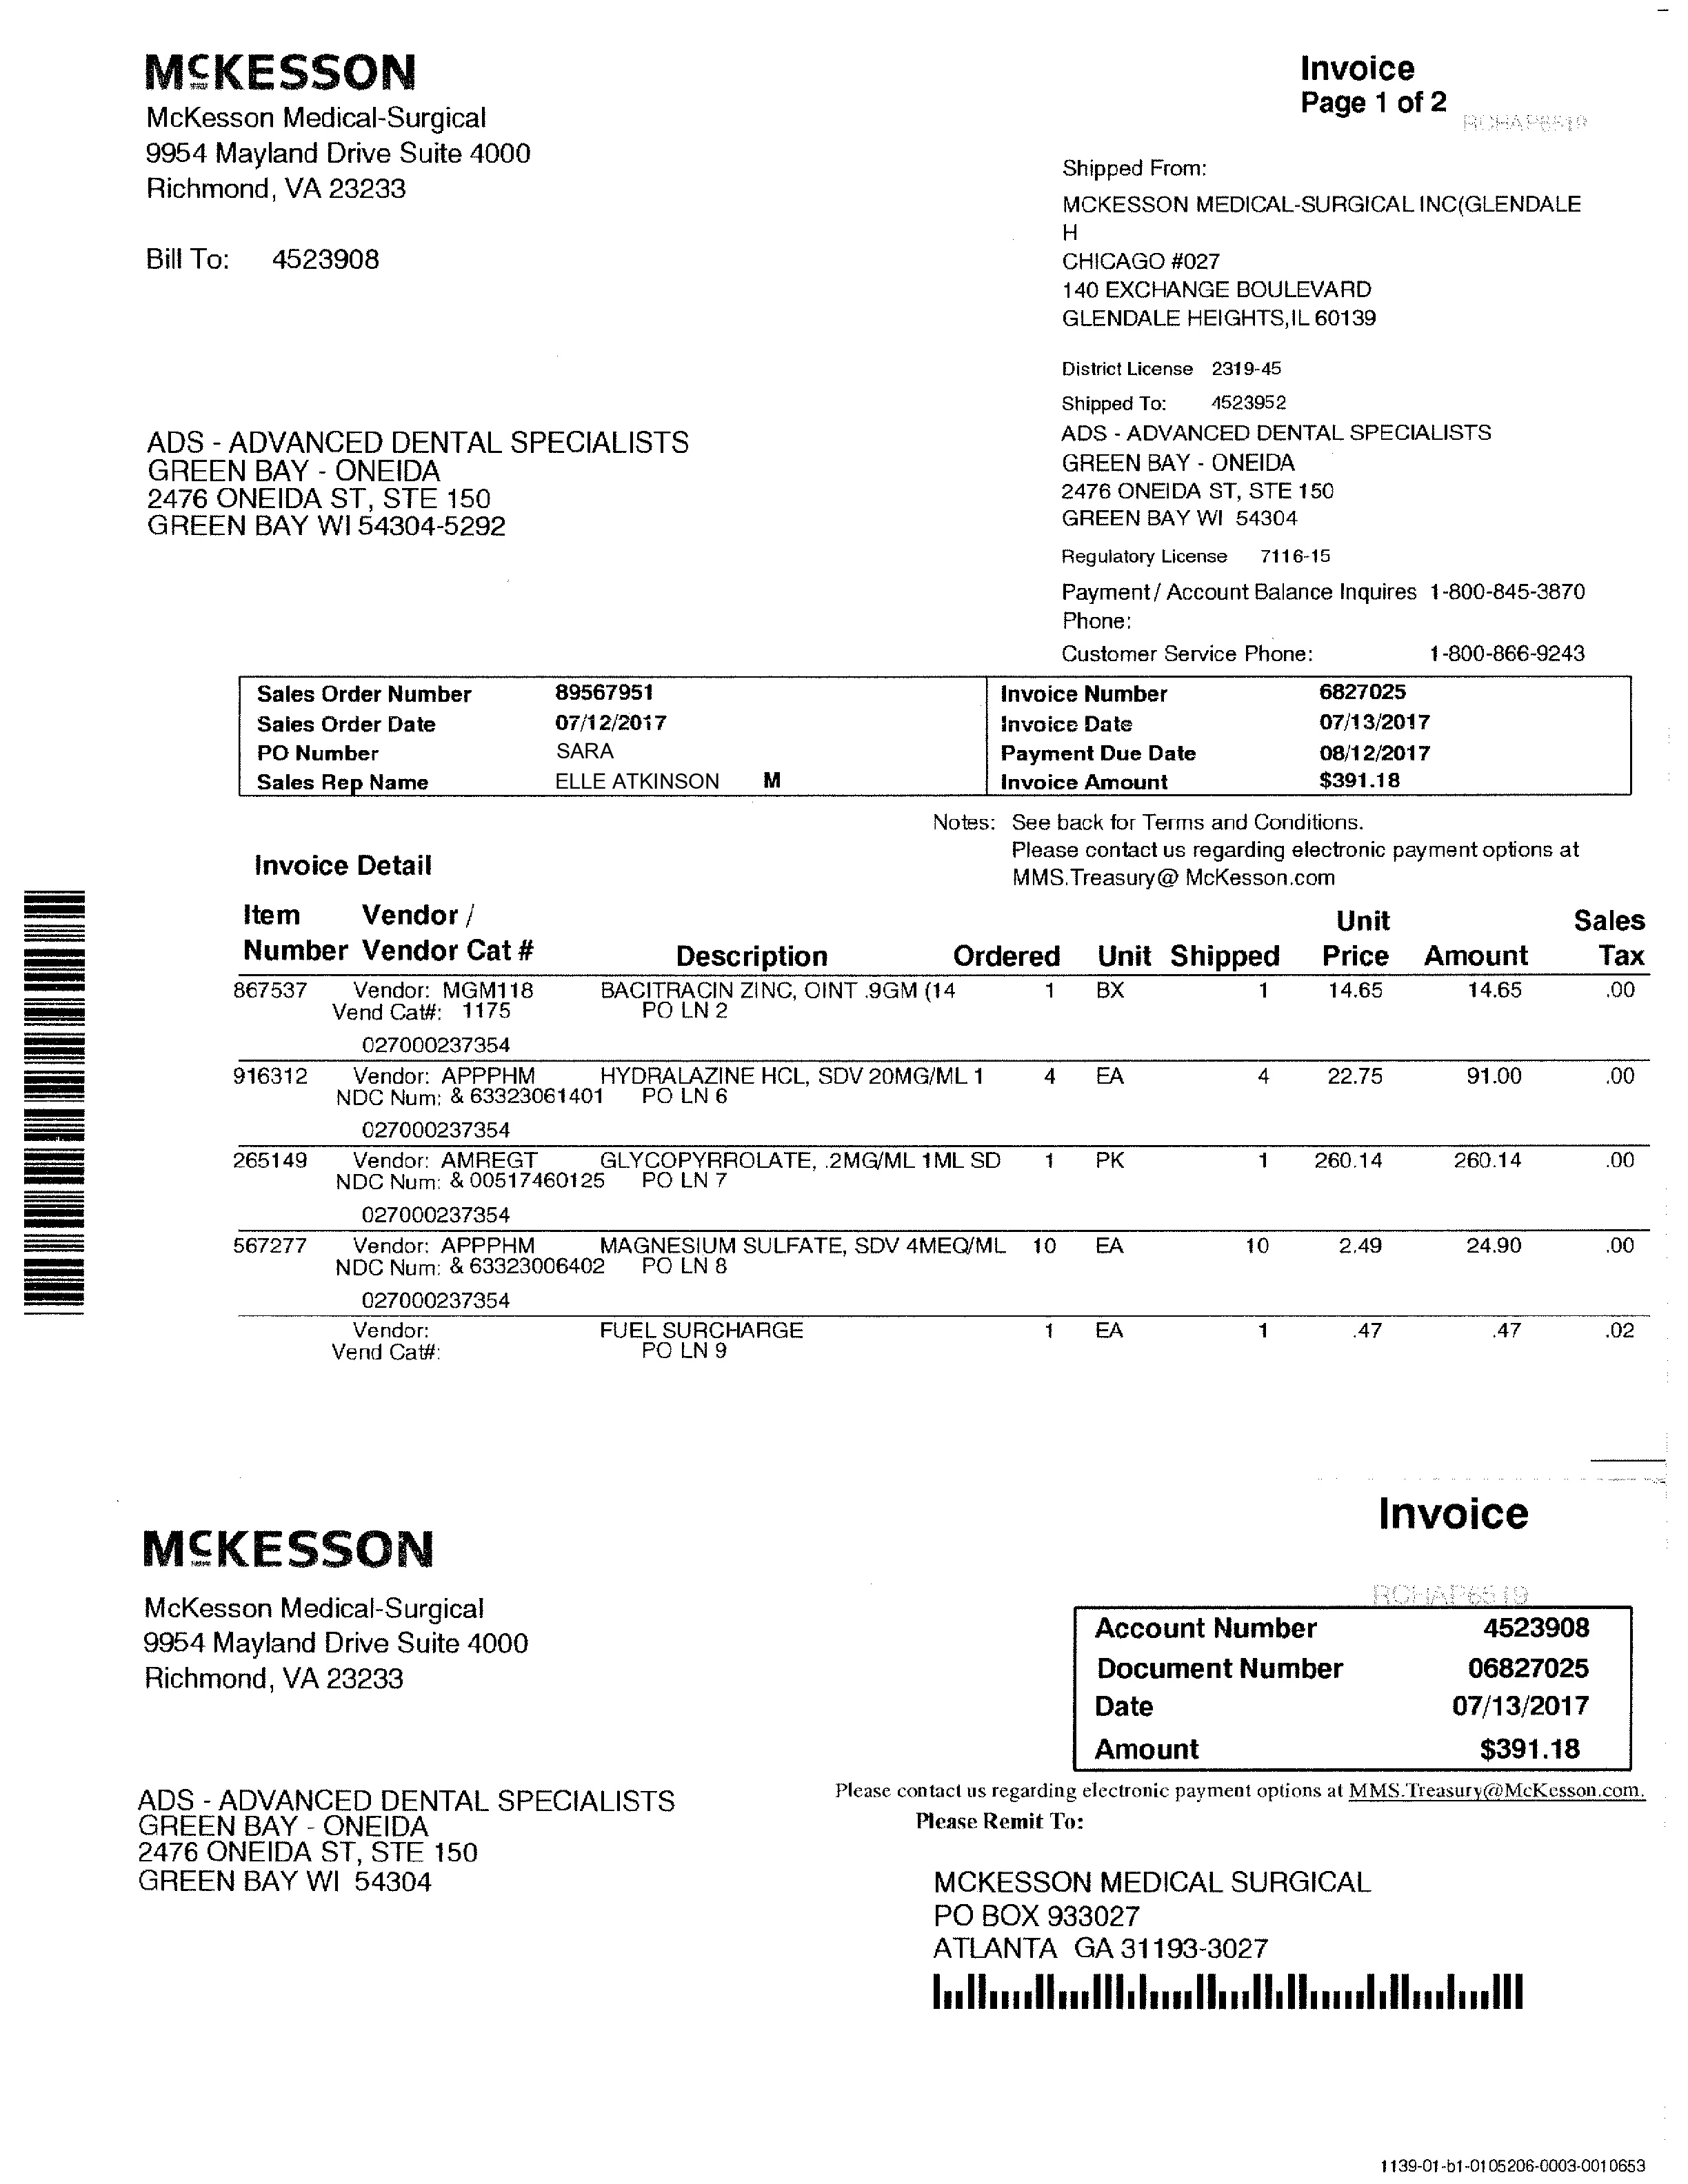 MCKESSON
McKesson Medical-Surgical
9954 Mayland Drive Suite 4000
Richmond, VA 23233
Bill To: 4523908
ADS - ADVANCED DENTAL SPECIALISTS
GREEN BAY - ONEIDA
2476 ONEIDA ST, STE 150
GREEN BAY WI 54304-5292
Invoice
Page 1 of 2
RCHAP6519
Shipped From:
MCKESSON MEDICAL-SURGICAL INC(GLENDALE
H
CHICAGO #027
140 EXCHANGE BOULEVARD
GLENDALE HEIGHTS,IL 60139
District License 2319-45
Shipped To: 4523952
ADS - ADVANCED DENTAL SPECIALISTS
GREEN BAY - ONEIDA
2476 ONEIDA ST, STE 150
GREEN BAY WI 54304
Regulatory License 7116-15
Payment / Account Balance Inquires 1-800-845-3870
Phone:
Customer Service Phone: 1-800-866-9243
Sales Order Number 89567951
Sales Order Date 07/12/2017
PO Number SARA
Sales Rep Name ELLE ATKINSON M
Invoice Number 6827025
Invoice Date 07/13/2017
Payment Due Date 08/12/2017
Invoice Amount $391.18
Notes: See back for Terms and Conditions.
Please contact us regarding electronic payment options at
MMS.Treasury@ McKesson.com
Invoice Detail
Item Vendor / Unit Sales
Number Vendor Cat # Description Ordered Unit Shipped Price Amount Tax
867537 Vendor: MGM118 BACITRACIN ZINC, OINT .9GM (14 1 BX 1 14.65 14.65 .00
Vend Cat#: 1175 PO LN 2
027000237354
916312 Vendor: APPPHM HYDRALAZINE HCL, SDV 20MG/ML 1 4 EA 4 22.75 91.00 .00
NDC Num: & 63323061401 PO LN 6
027000237354
265149 Vendor: AMREGT GLYCOPYRROLATE, .2MG/ML 1ML SD 1 PK 1 260.14 260.14 .00
NDC Num: & 00517460125 PO LN 7
027000237354
567277 Vendor: APPPHM MAGNESIUM SULFATE, SDV 4MEQ/ML 10 EA 10 2.49 24.90 .00
NDC Num: & 63323006402 PO LN 8
027000237354
Vendor: FUEL SURCHARGE 1 EA 1 .47 .47 .02
Vend Cat#: PO LN 9
MCKESSON
McKesson Medical-Surgical
9954 Mayland Drive Suite 4000
Richmond, VA 23233
ADS - ADVANCED DENTAL SPECIALISTS
GREEN BAY - ONEIDA
2476 ONEIDA ST, STE 150
GREEN BAY WI 54304
Invoice
RCHAP6519
Account Number 4523908
Document Number 06827025
Date 07/13/2017
Amount $391.18
Please contact us regarding electronic payment options at MMS.Treasury@McKesson.com.
Please Remit To:
MCKESSON MEDICAL SURGICAL
PO BOX 933027
ATLANTA GA 31193-3027
1139-01-b1-0105206-0003-0010653